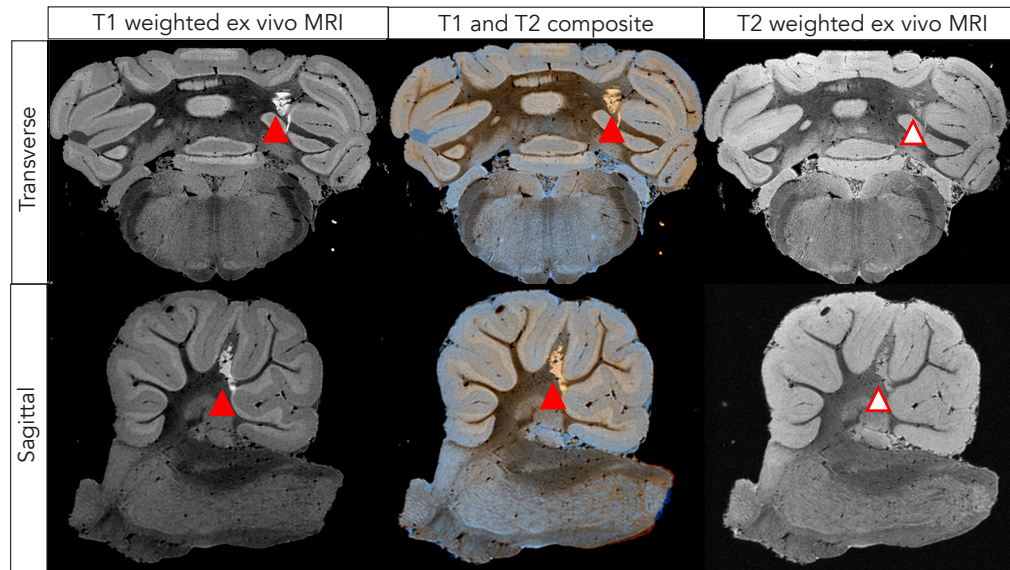 T1 weighted ex vivo MRI
T1 and T2 composite
T2 weighted ex vivo MRI
Transverse
Sagittal